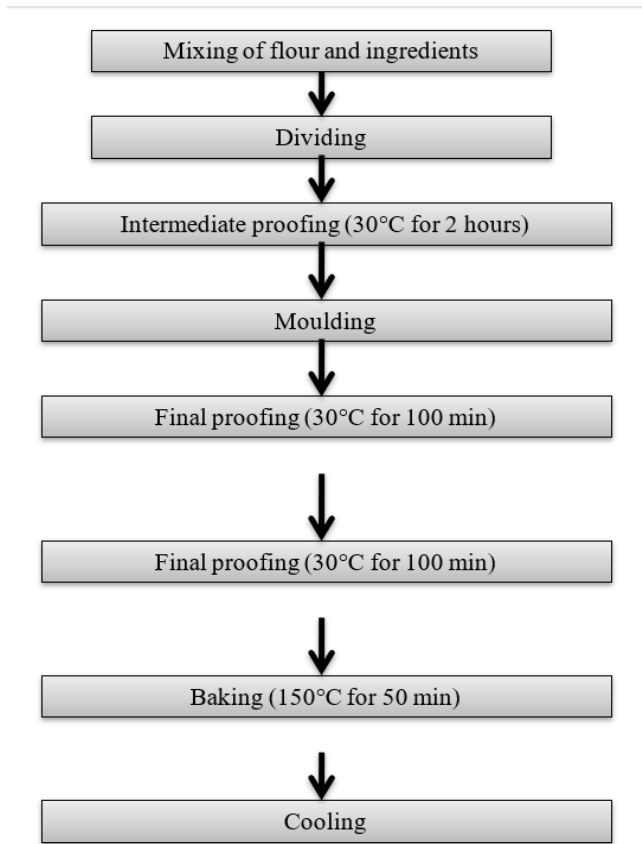 Mixing of flour and ingredients
Dividing
Intermediate proofing (30°C for 2 hours)
Moulding
Final proofing (30°C for 100 min)
Final proofing (30°C for 100 min)
Baking (150°C for 50 min)
Cooling